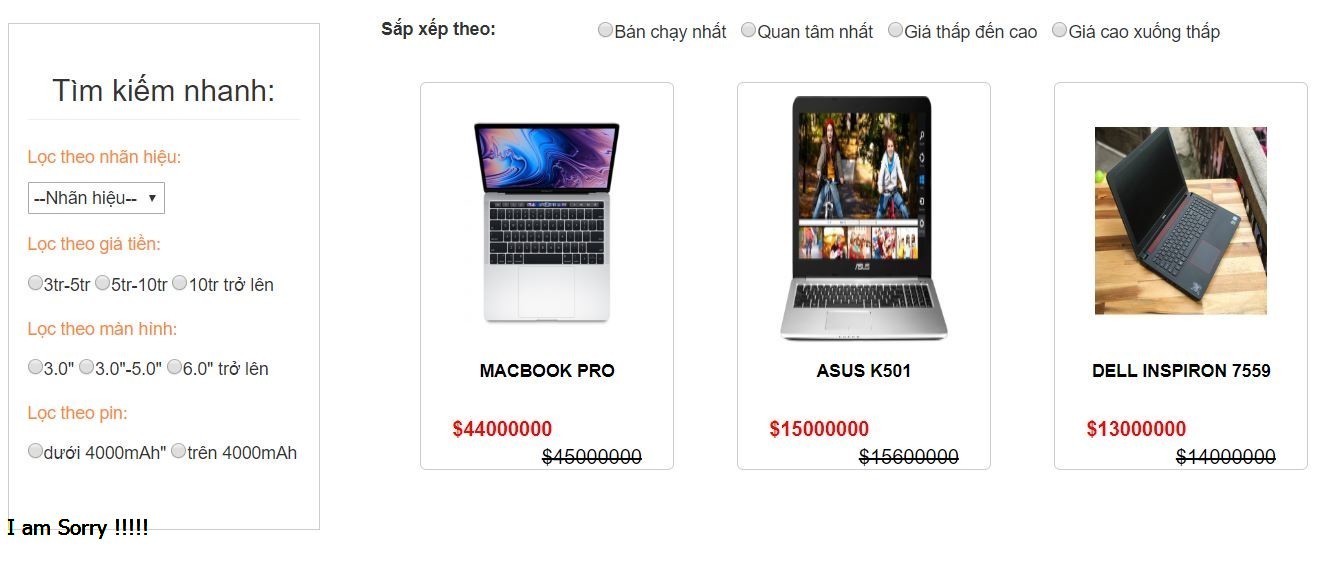 Sắp xếp theo:
Bán chạy nhất Quan tâm nhất Giá thấp đến cao Giá cao xuống thấp
Tìm kiếm nhanh:
Lọc theo nhãn hiệu:
--Nhãn hiệu--
Lọc theo giá tiền:
3tr-5tr 5tr-10tr 10tr trở lên
Lọc theo màn hình:
3.0" 3.0"-5.0" 6.0" trở lên
Lọc theo pin:
dưới 4000mAh" trên 4000mAh
I am Sorry !!!!!
ASUS
MACBOOK PRO
$44000000
$45000000
ASUS K501
$15000000
$15600000
DELL INSPIRON 7559
$13000000
$14000000